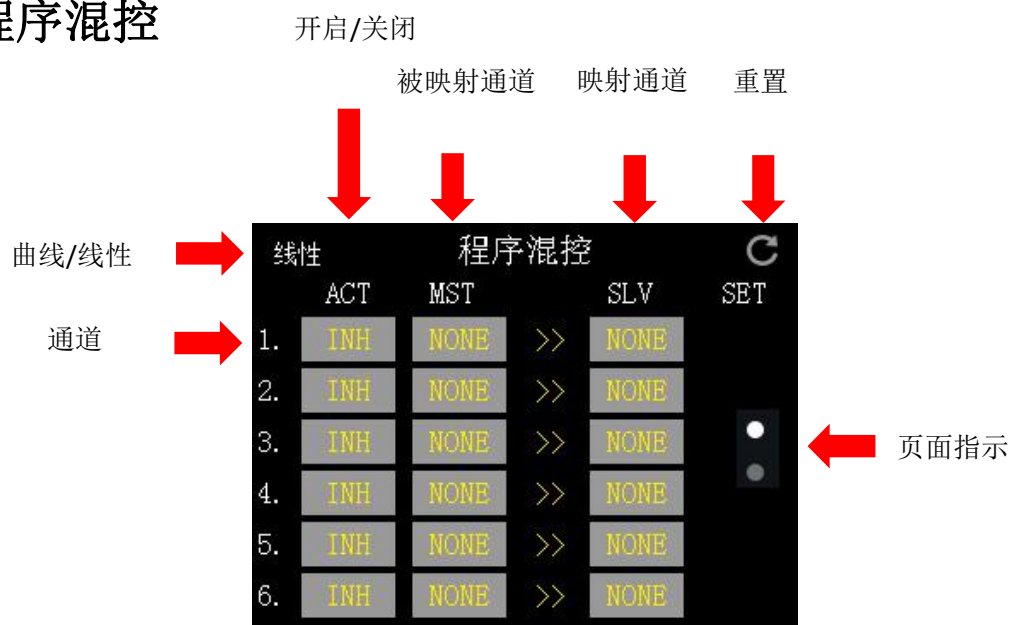 程序混控
开启/关闭
被映射通道 映射通道 重置
曲线/线性
线性 程序混控
ACT MST SLV SET
通道
1. INH NONE >> NONE
2. INH NONE >> NONE
3. INH NONE >> NONE
页面指示
4. INH NONE >> NONE
5. INH NONE >> NONE
6. INH NONE >> NONE